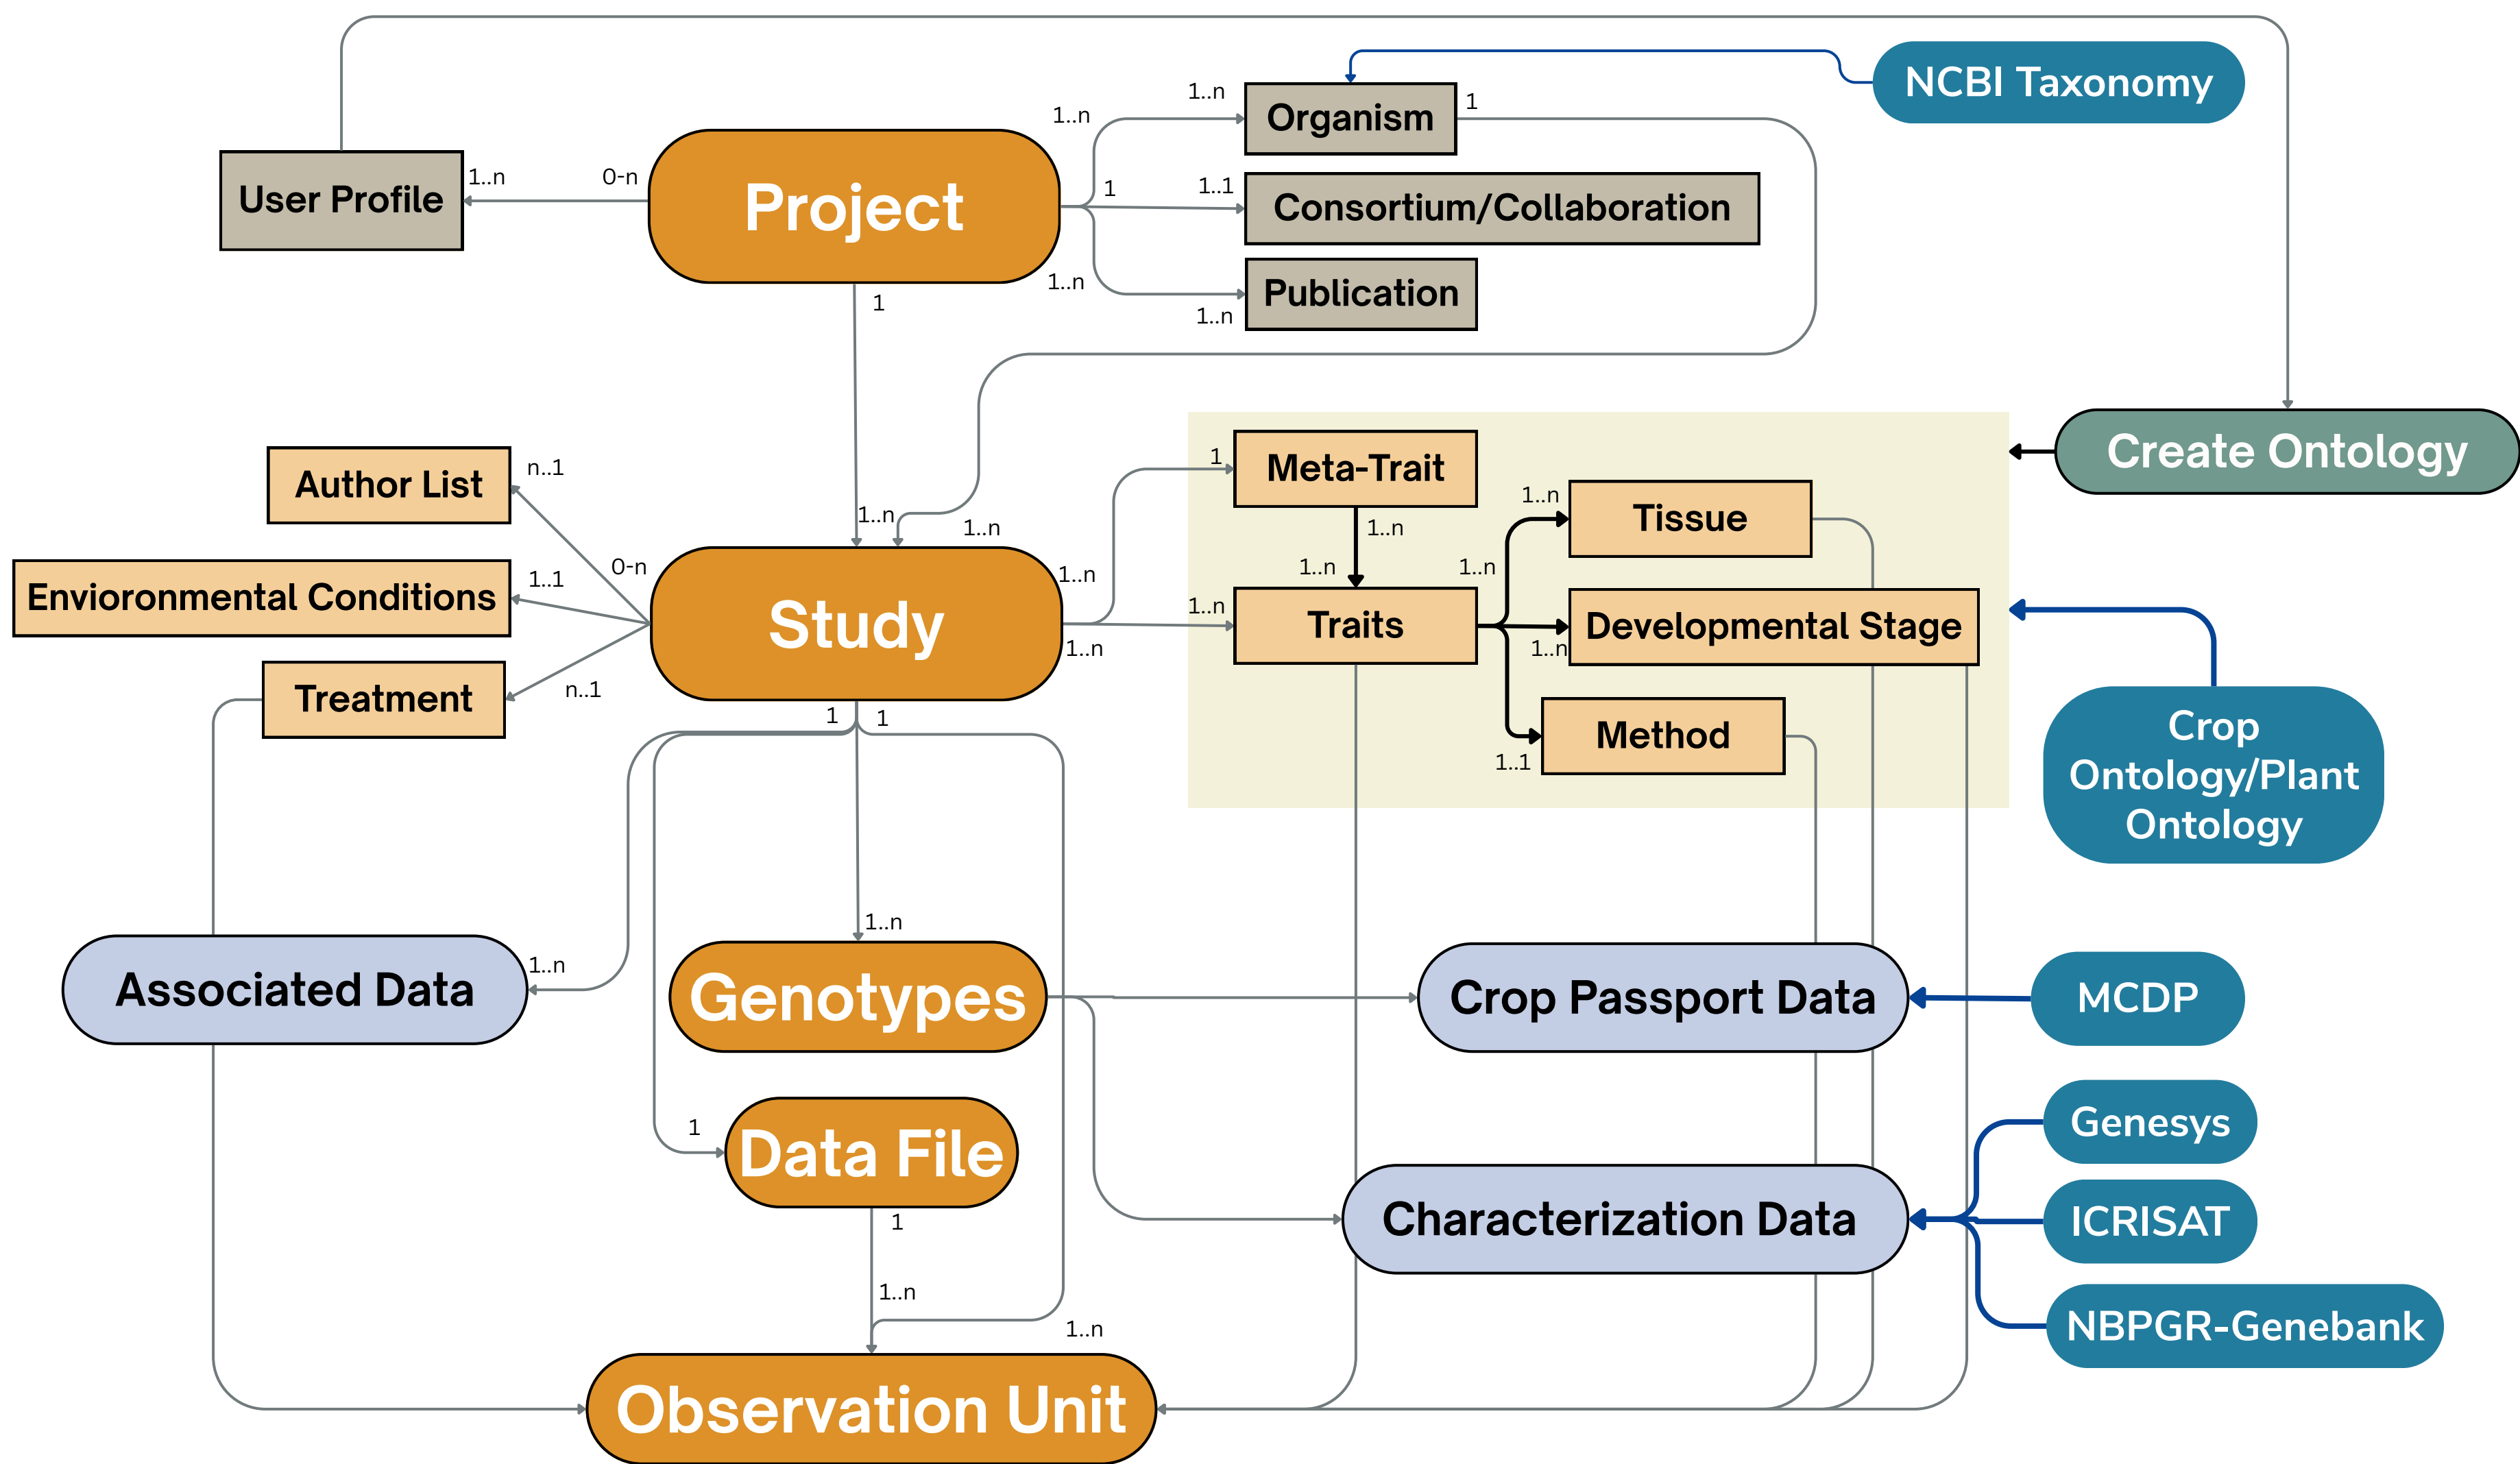 NCBI Taxonomy
1..n
1..n
Organism
1
User Profile
1..n
0-n
Project
1
1..1
Consortium/Collaboration
1..n
1..n
Publication
1
Author List
n..1
1..n
1..n
1
Meta-Trait
1..n
Create Ontology
Envioronmental Conditions
1..1
0-n
Study
1..n
1..n
1..n
1..n
Traits
1..n
1..n
Tissue
1..n
Developmental Stage
Treatment
n..1
1..1
Method
Crop
Ontology/Plant
Ontology
1
1
1..n
Associated Data
1..n
Genotypes
Crop Passport Data
MCDP
1
Data File
Genesys
1
Characterization Data
ICRISAT
1..n
1..n
NBPGR-Genebank
Observation Unit